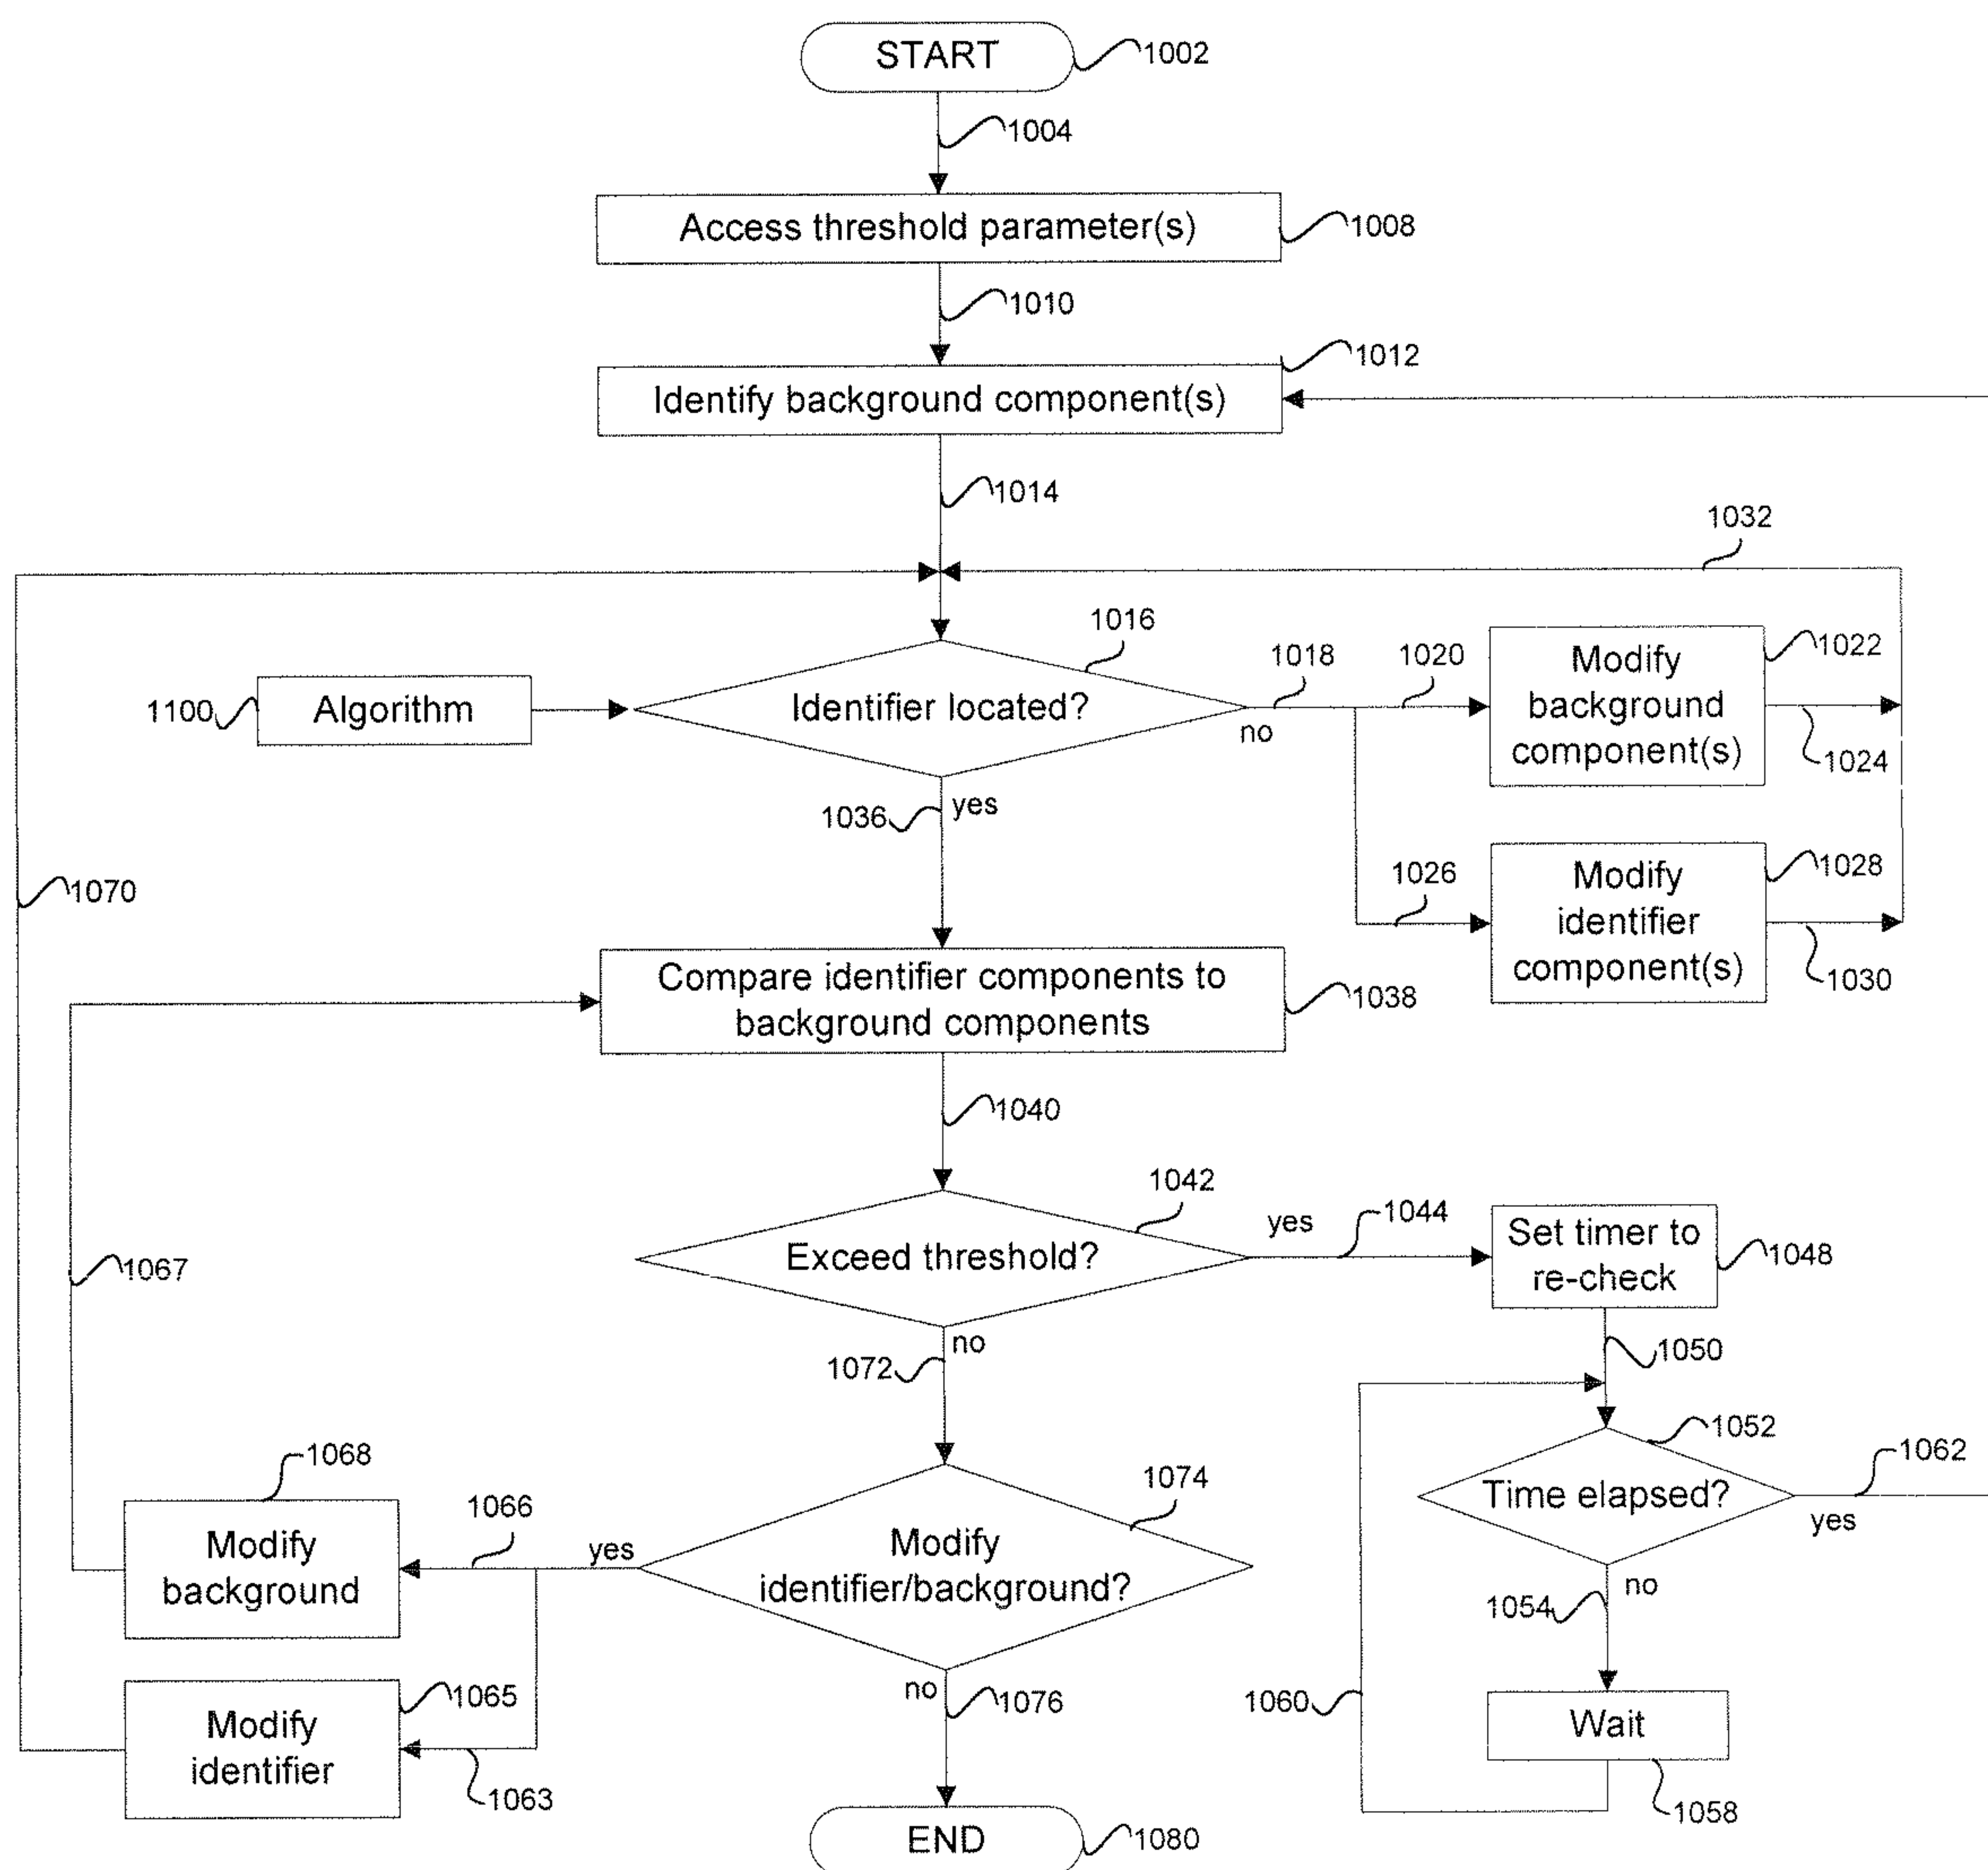 START
1002
1004
Access threshold parameter(s)
1008
1010
1012
Identify background component(s)
1014
1032
1016
1018
1020
Modify
background
component(s)
1022
1100
Algorithm
Identifier located?
no
1024
1036
yes
1026
Modify
identifier
component(s)
1028
1070
1030
Compare identifier components to
background components
1038
1040
1042
yes
1044
Set timer to
re-check
1048
Exceed threshold?
1067
no
1072
1050
1052
1062
Time elapsed?
yes
1068
1066
1074
Modify
background
yes
Modify
identifier/background?
no
1054
1065
Modify
identifier
no
1076
1060
Wait
1063
1058
END
1080